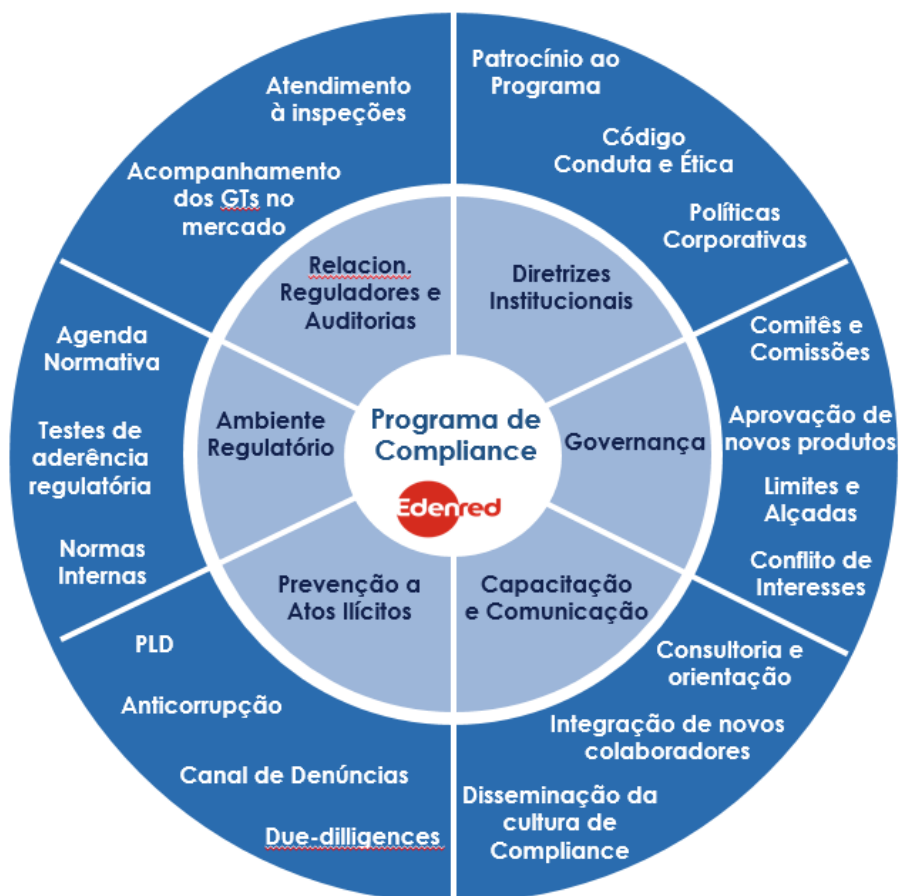 Patrocínio ao
Programa
Código
Conduta e Ética
Políticas
Corporativas
Diretrizes
Institucionais
Comitês e
Comissões
Aprovação de
novos produtos
Limites e
Alçadas
Conflito de
Interesses
Governança
Consultoria e
orientação
Integração de novos
colaboradores
Disseminação da
cultura de
Compliance
Capacitação
e Comunicação
PLD
Anticorrupção
Canal de Denúncias
Due-dilligences
Prevenção a
Atos Ilícitos
Agenda
Normativa
Testes de
aderência
regulatória
Normas
Internas
Ambiente
Regulatório
Atendimento
à inspeções
Acompanhamento
dos GTs no
mercado
Relacion.
Reguladores e
Auditorias
Programa de
Compliance
Edenred